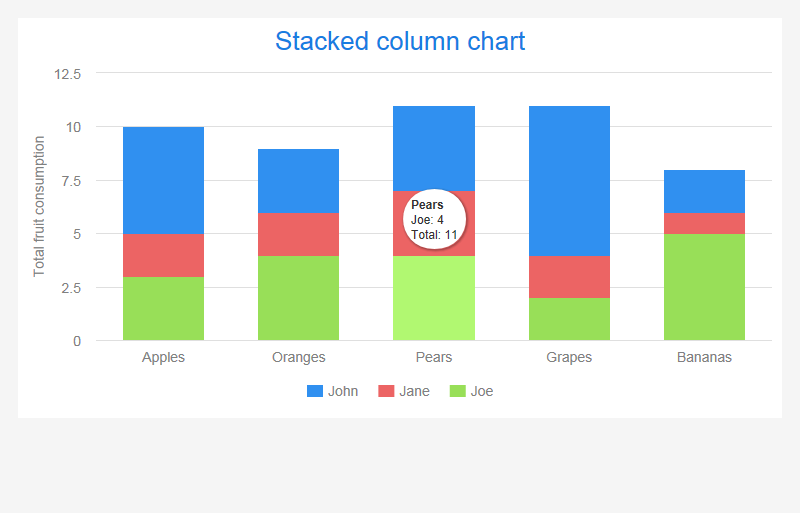 Stacked column chart
12.5
10
7.5
5
2.5
0
Total fruit consumption
Pears
Joe: 4
Total: 11
Apples Oranges Pears Grapes Bananas
John Jane Joe